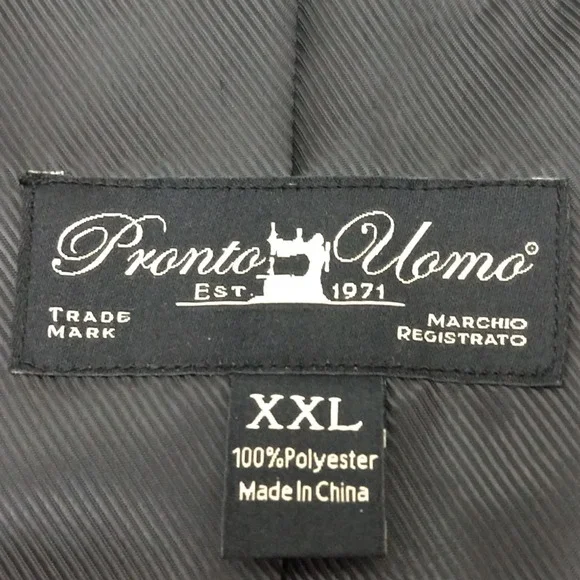 Pronto Uomo®
EST. 1971
TRADE MARK
MARCHIO REGISTRATO
XXL
100%Polyester
Made In China